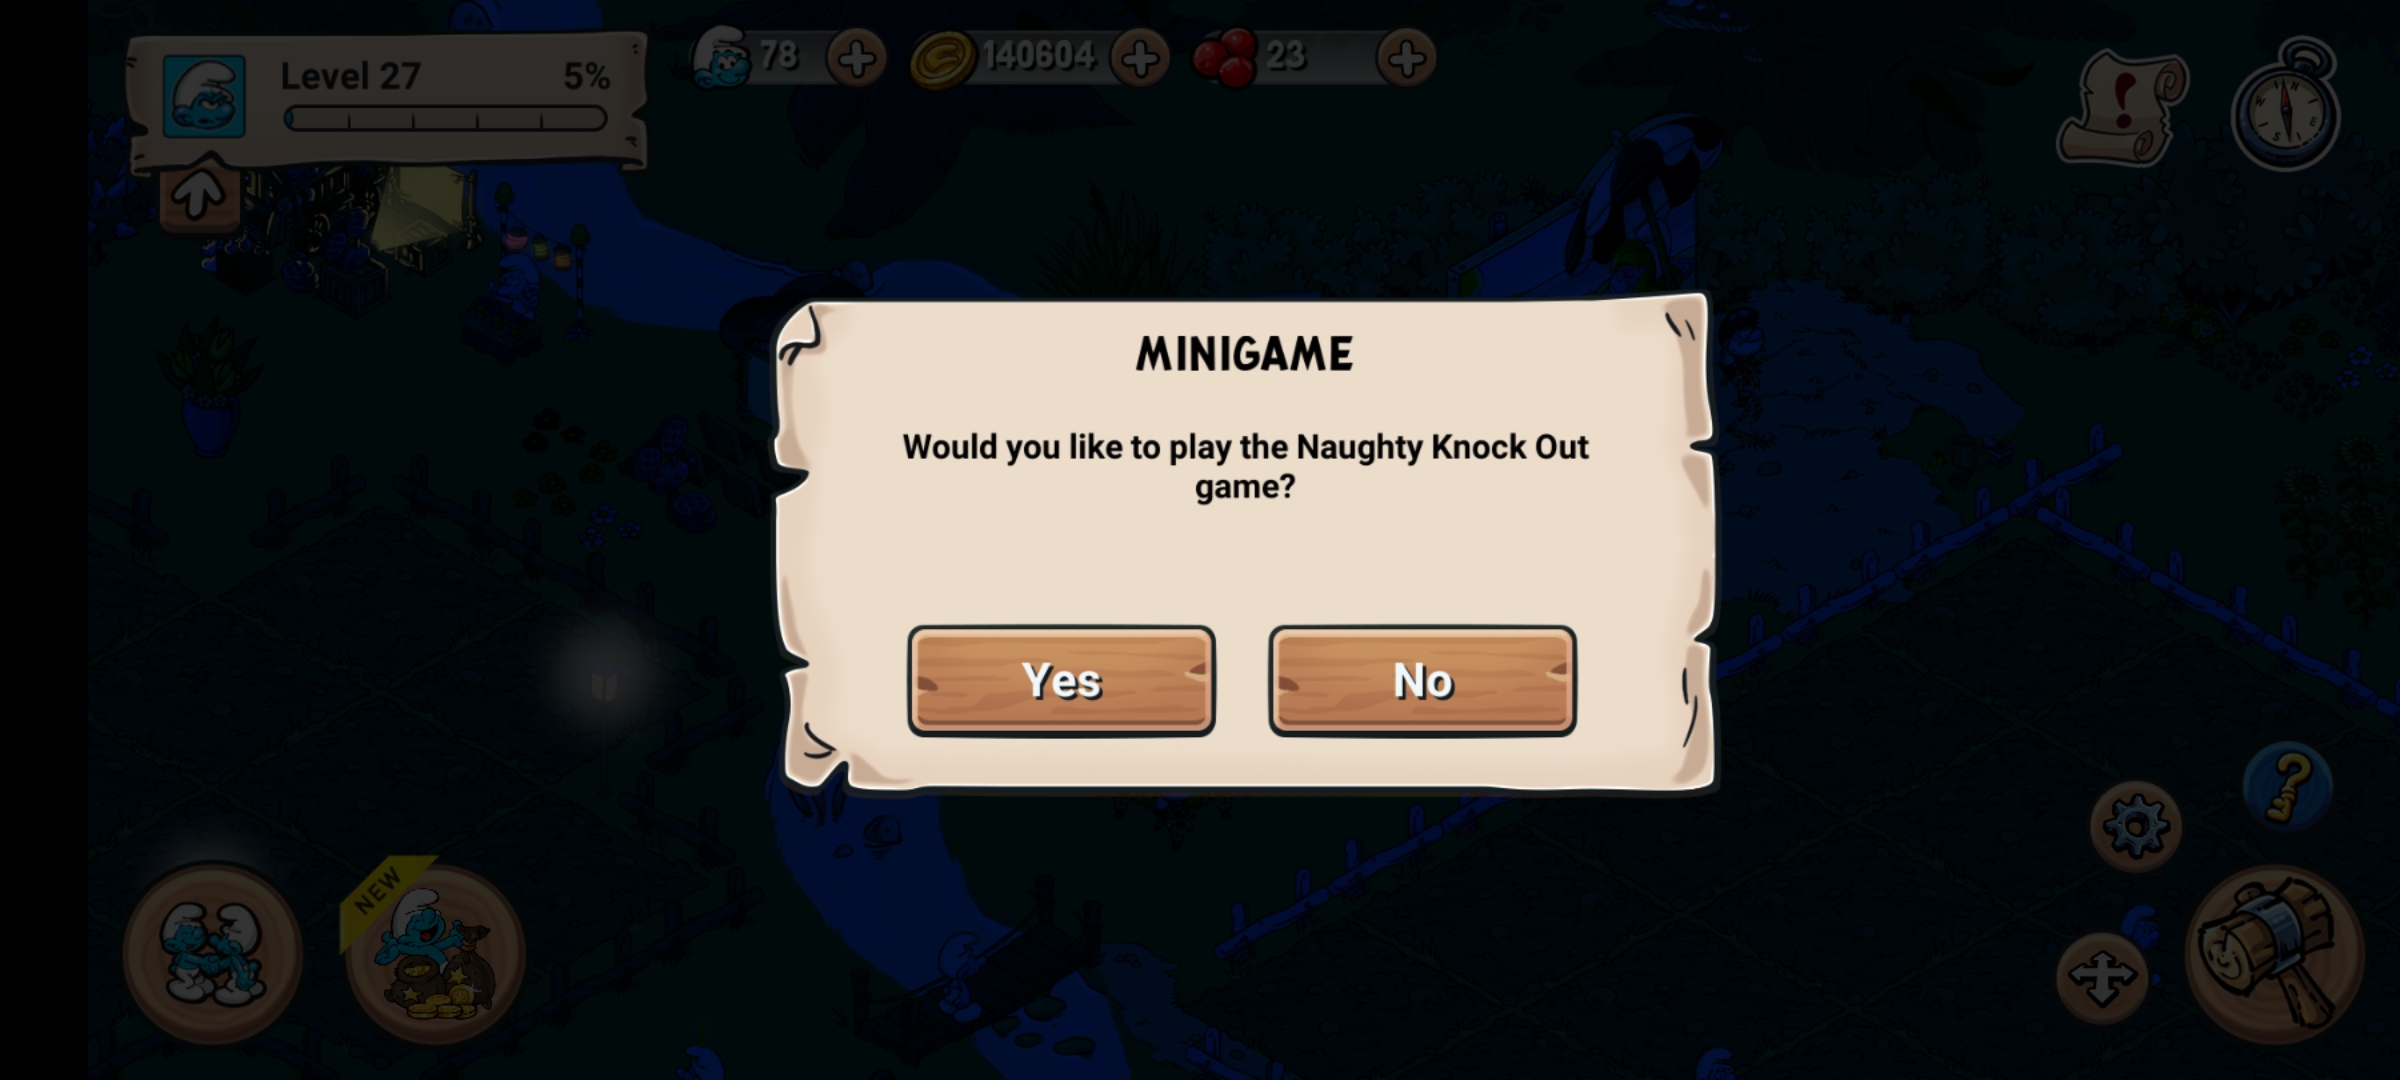 Level 27
5%
78
140604
23
MINIGAME
Would you like to play the Naughty Knock Out
game?
Yes
No
NEW